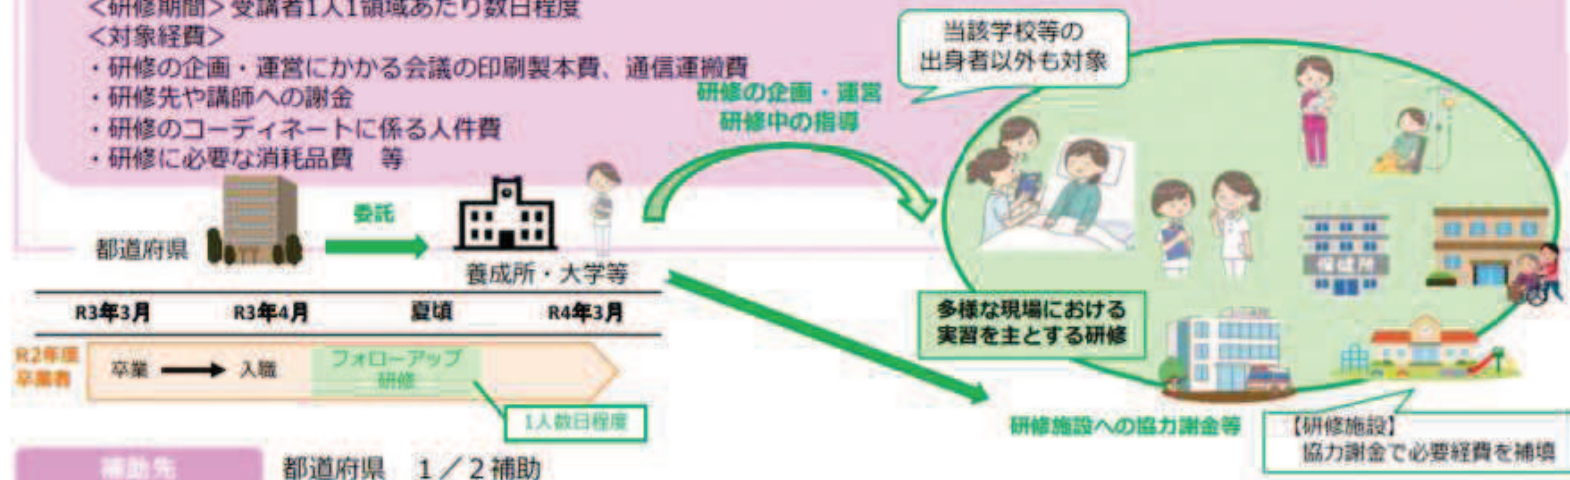 <研修期間>受講者1人1領域あたり数日程度
<対象経費>
・研修の企画・運営にかかる会議の印刷製本費、通信運搬費
・研修先や講師への謝金
・研修のコーディネートに係る人件費
・研修に必要な消耗品費　等
当該学校等の
出身者以外も対象
研修の企画・運営
研修中の指導
都道府県
委託
養成所・大学等
保健所
多様な現場における
実習を主とする研修
R3年3月
R3年4月
夏頃
R4年3月
R2年度
卒業者
卒業
入職
フォローアップ
研修
1人数日程度
研修施設への協力謝金等
【研修施設】
協力謝金で必要経費を補填
補助先
都道府県　1／2補助